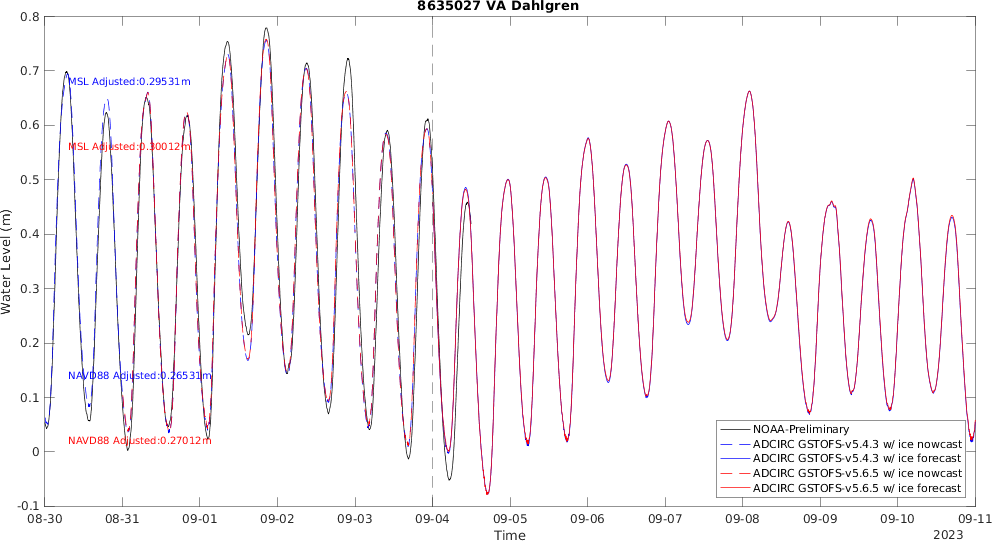 8635027 VA Dahlgren
0.8
0.7
0.6
0.5
0.4
0.3
0.2
0.1
0
-0.1
Water Level (m)
MSL Adjusted:0.29531m
MSL Adjusted:0.30012m
NAVD88 Adjusted:0.26531m
NAVD88 Adjusted:0.27012m
NOAA-Preliminary
ADCIRC GSTOFS-v5.4.3 w/ ice nowcast
ADCIRC GSTOFS-v5.4.3 w/ ice forecast
ADCIRC GSTOFS-v5.6.5 w/ ice nowcast
ADCIRC GSTOFS-v5.6.5 w/ ice forecast
08-30 08-31 09-01 09-02 09-03 09-04 09-05 09-06 09-07 09-08 09-09 09-10 09-11
Time
2023